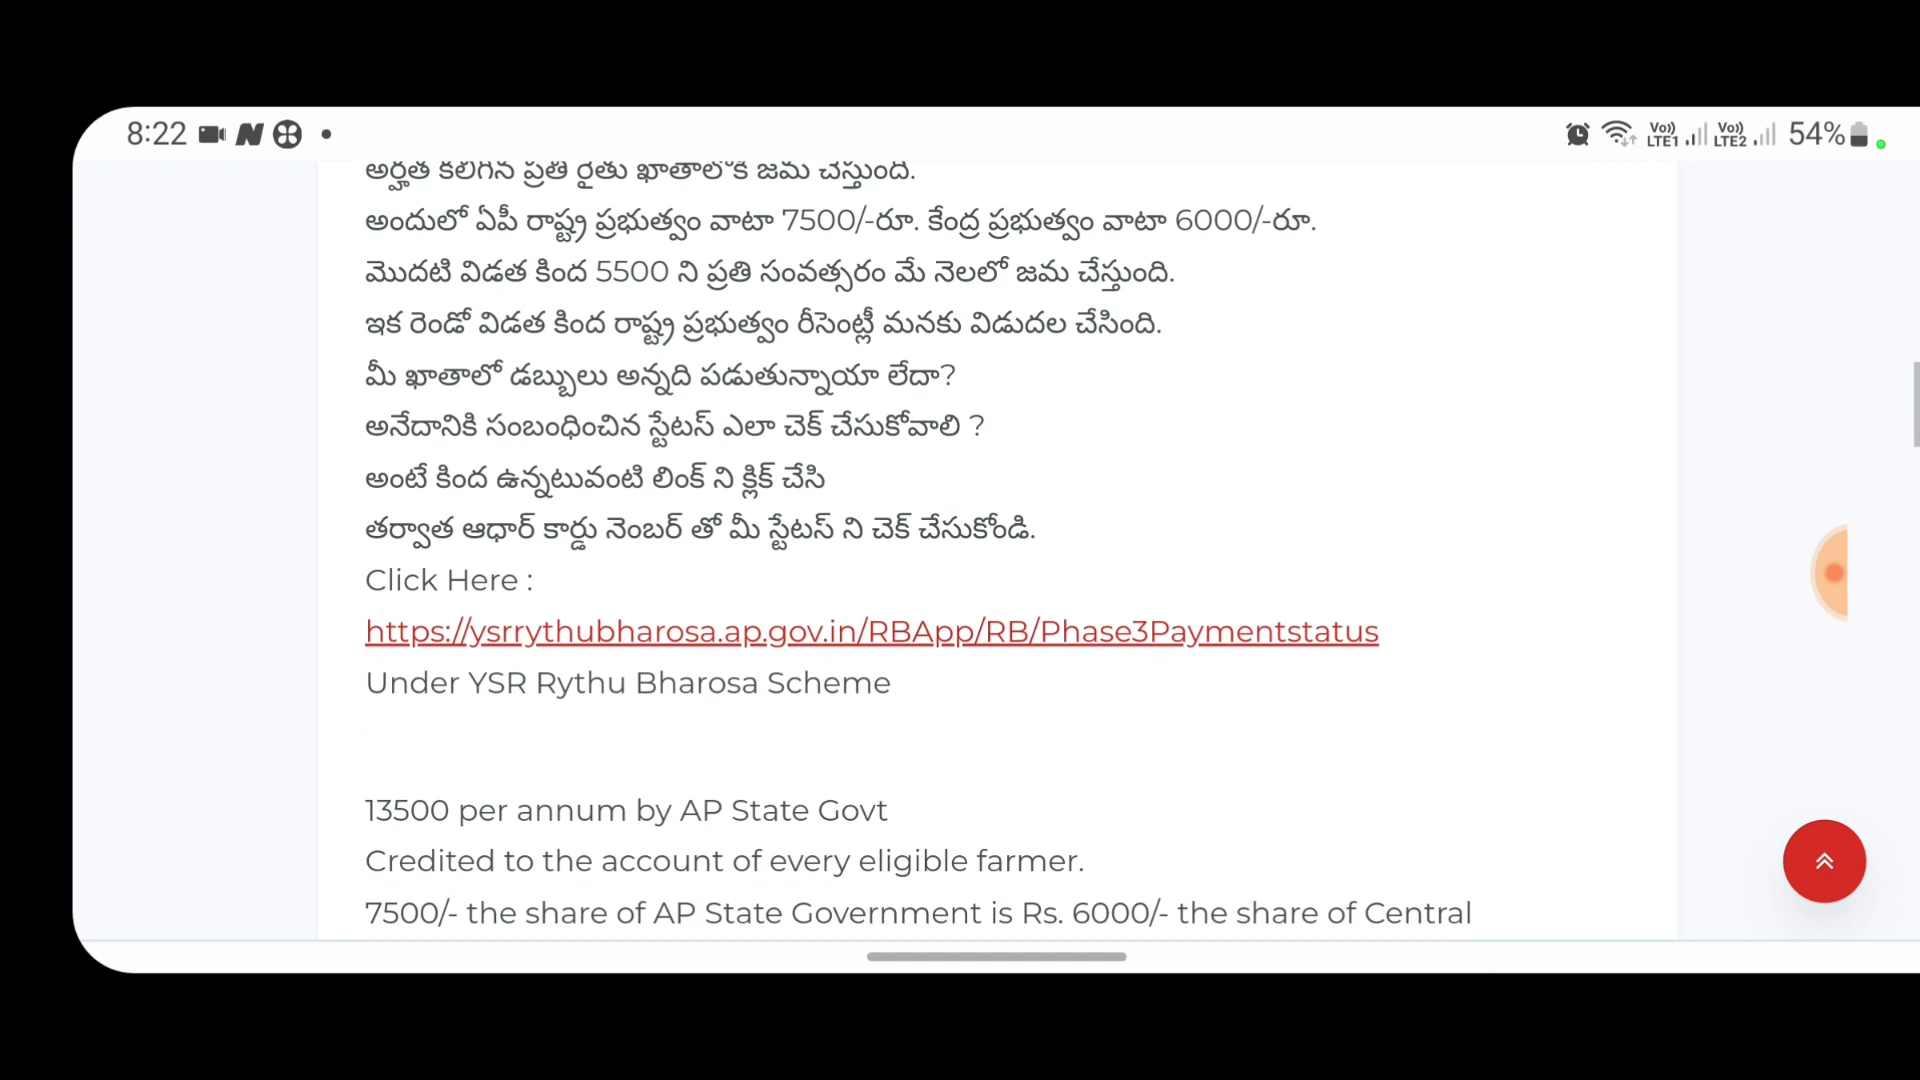 8:22
Vo)) LTE1 Vo)) LTE2 54%
అర్హత కలిగిన ప్రతి రైతు ఖాతాలోకి జమ చేస్తుంది.
అందులో ఏపీ రాష్ట్ర ప్రభుత్వం వాటా 7500/-రూ. కేంద్ర ప్రభుత్వం వాటా 6000/-రూ.
మొదటి విడత కింద 5500 ని ప్రతి సంవత్సరం మే నెలలో జమ చేస్తుంది.
ఇక రెండో విడత కింద రాష్ట్ర ప్రభుత్వం రీసెంట్లీ మనకు విడుదల చేసింది.
మీ ఖాతాలో డబ్బులు అన్నది పడుతున్నాయా లేదా?
అనేదానికి సంబంధించిన స్టేటస్ ఎలా చెక్ చేసుకోవాలి ?
అంటే కింద ఉన్నటువంటి లింక్ ని క్లిక్ చేసి
తర్వాత ఆధార్ కార్డు నెంబర్ తో మీ స్టేటస్ ని చెక్ చేసుకోండి.
Click Here :
https://ysrrythubharosa.ap.gov.in/RBApp/RB/Phase3Paymentstatus
Under YSR Rythu Bharosa Scheme
13500 per annum by AP State Govt
Credited to the account of every eligible farmer.
7500/- the share of AP State Government is Rs. 6000/- the share of Central